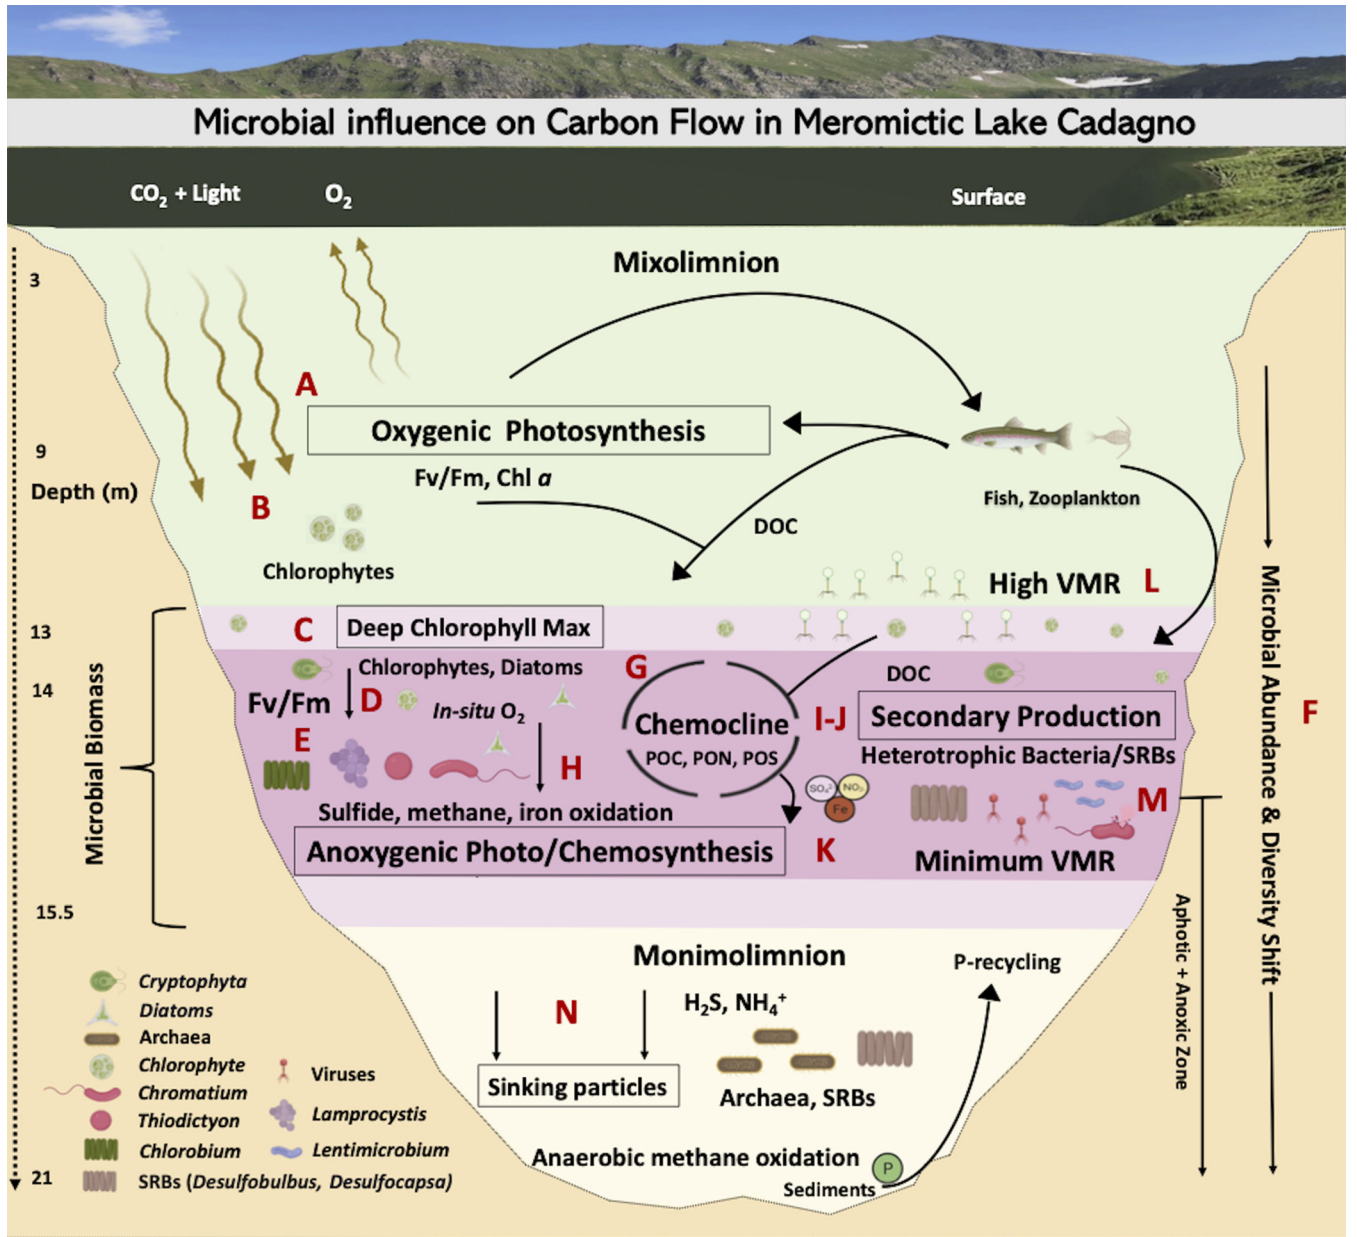 Microbial influence on Carbon Flow in Meromictic Lake Cadagno
CO2 + Light
O2
Surface
Mixolimnion
3
A
Oxygenic Photosynthesis
Fv/Fm, Chl a
9
Depth (m)
B
Chlorophytes
DOC
Fish, Zooplankton
High VMR
L
13
C
Deep Chlorophyll Max
Chlorophytes, Diatoms
G
DOC
14
Fv/Fm
D
In-situ O2
E
H
Chemocline
POC, PON, POS
I-J
Secondary Production
Heterotrophic Bacteria/SRBs
F
SO4²⁻
NO3⁻
Fe
M
Sulfide, methane, iron oxidation
Anoxygenic Photo/Chemosynthesis
K
Minimum VMR
Microbial Biomass
Microbial Abundance & Diversity Shift
Aphotic + Anoxic Zone
15.5
Monimolimnion
P-recycling
N
H2S, NH4+
Sinking particles
Archaea, SRBs
Anaerobic methane oxidation
P
Sediments
21
Cryptophyta
Diatoms
Archaea
Chlorophyte
Viruses
Chromatium
Lamprocystis
Thiodictyon
Chlorobium
Lentimicrobium
SRBs (Desulfobulbus, Desulfocapsa)